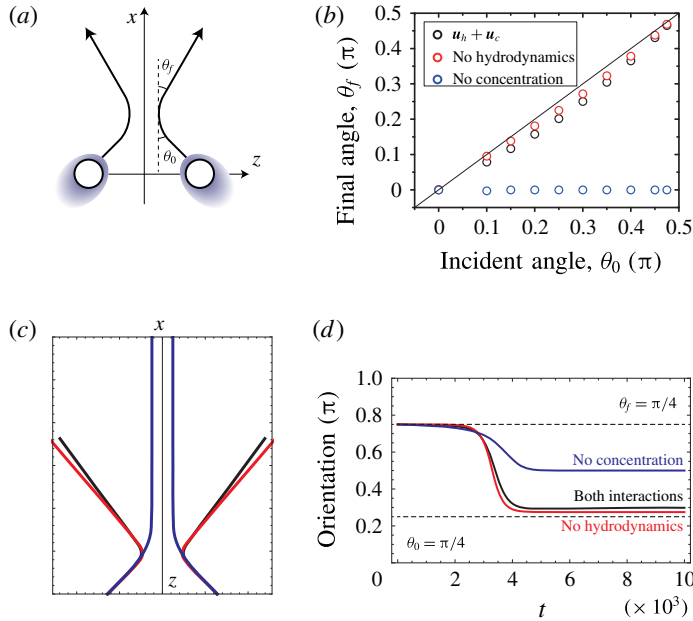 (a)
x
θf
θ0
z
(b)
Final angle, θf (π)
0.5
0.4
0.3
0.2
0.1
0
uh + uc
No hydrodynamics
No concentration
0 0.1 0.2 0.3 0.4 0.5
Incident angle, θ0 (π)
(c)
x
z
(d)
Orientation (π)
1.0
0.8
0.6
0.4
0.2
0
θf = π/4
No concentration
Both interactions
No hydrodynamics
θ0 = π/4
2 4 6 8 10
t
(× 10³)